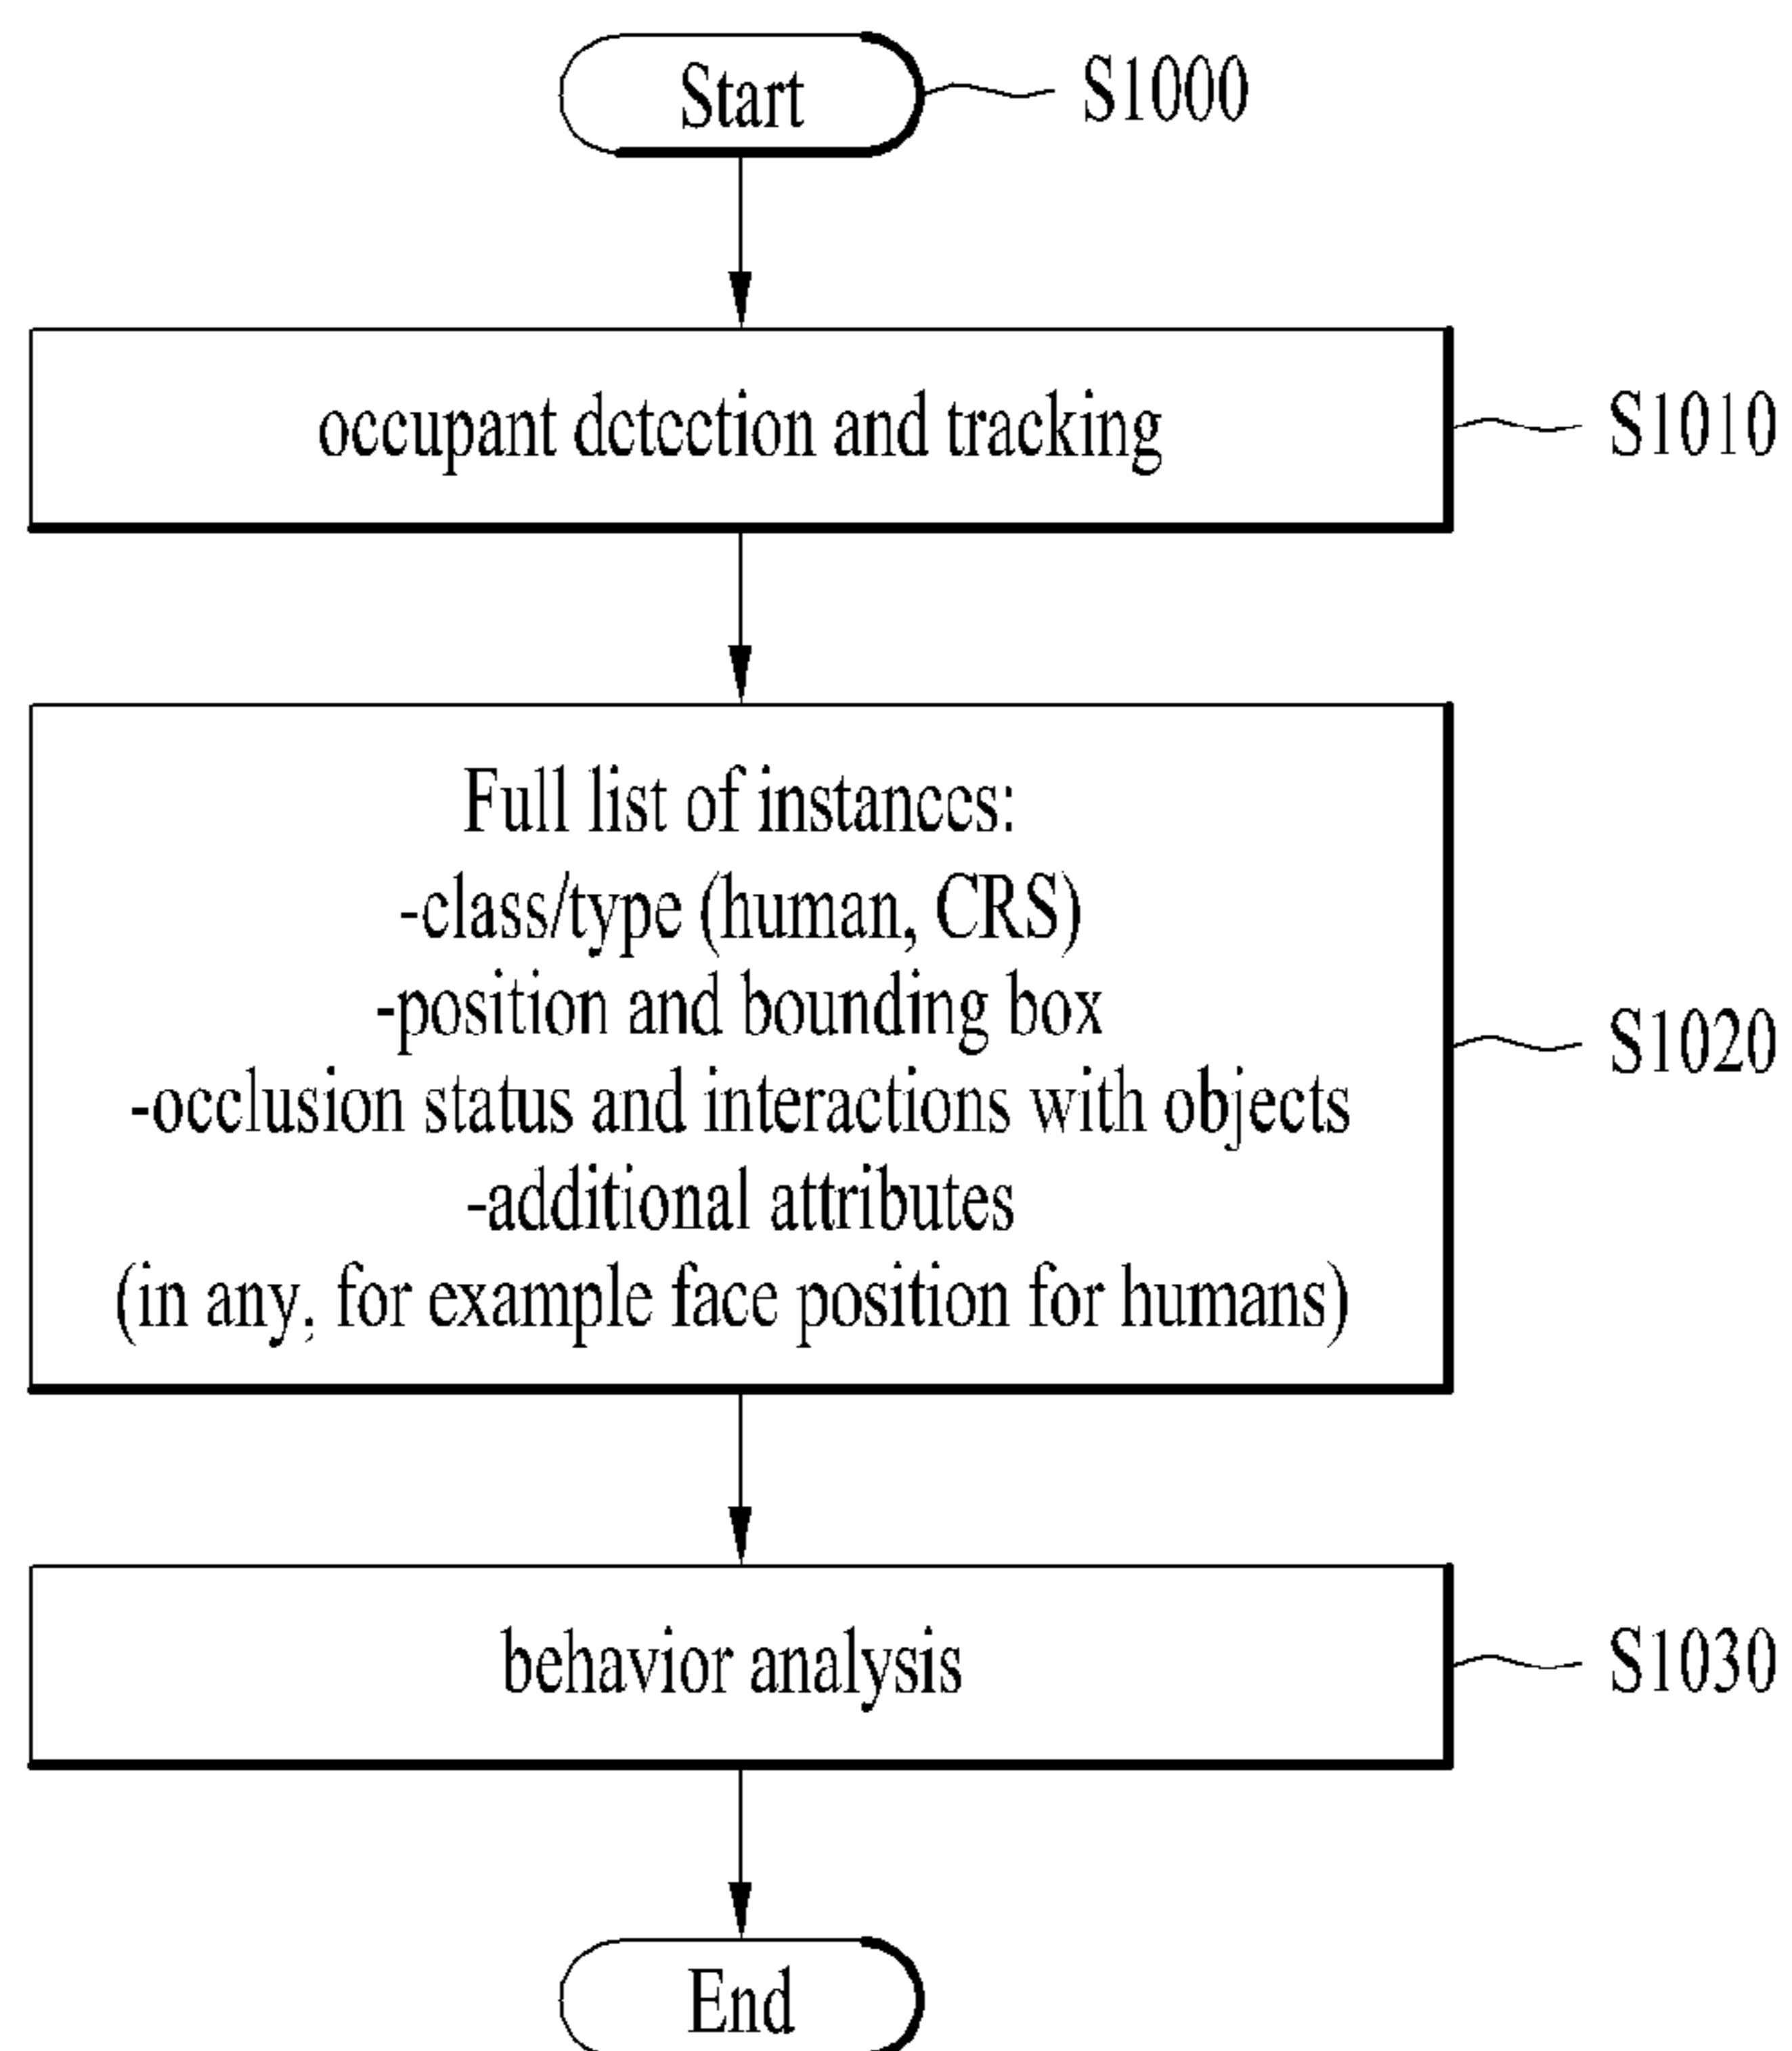 Start
S1000
occupant detection and tracking
S1010
Full list of instances:
-class/type (human, CRS)
-position and bounding box
-occlusion status and interactions with objects
-additional attributes
(in any, for example face position for humans)
S1020
behavior analysis
S1030
End